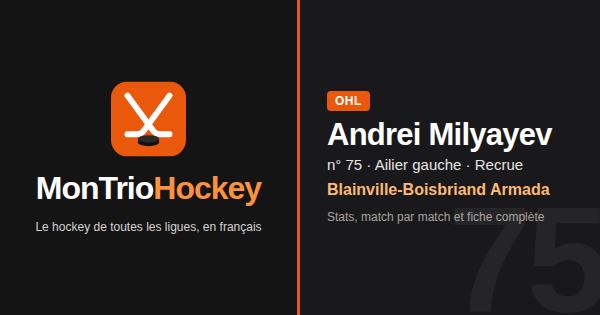 MonTrioHockey
Le hockey de toutes les ligues, en français
OHL
Andrei Milyayev
n° 75 · Ailier gauche · Recrue
Blainville-Boisbriand Armada
Stats, match par match et fiche complète
75